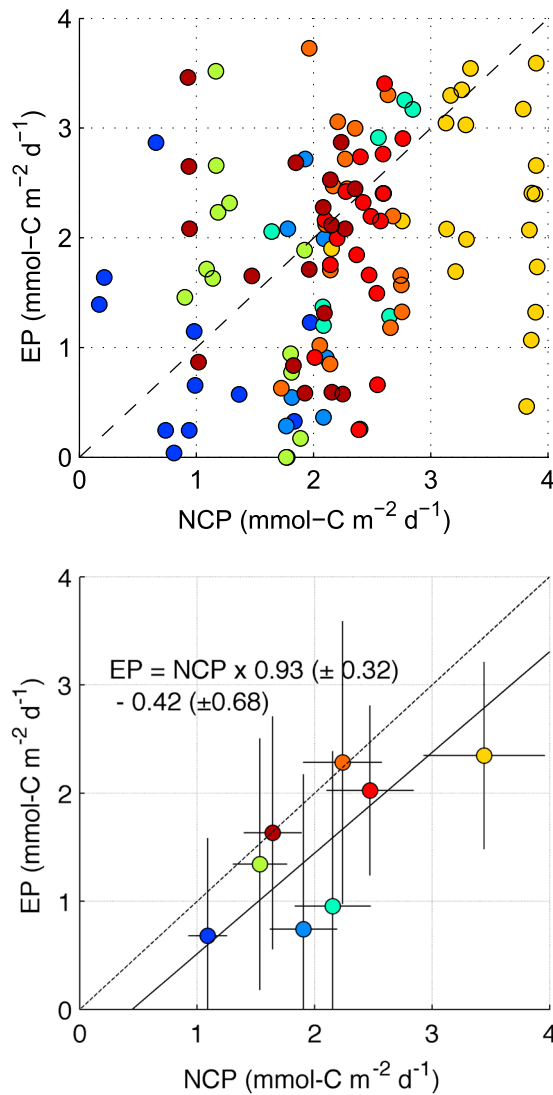 4
3
2
1
0
EP (mmol−C m⁻² d⁻¹)
0 1 2 3 4
NCP (mmol−C m⁻² d⁻¹)
4
3
2
1
0
EP (mmol-C m⁻² d⁻¹)
EP = NCP x 0.93 (± 0.32)
- 0.42 (±0.68)
0 1 2 3 4
NCP (mmol-C m⁻² d⁻¹)